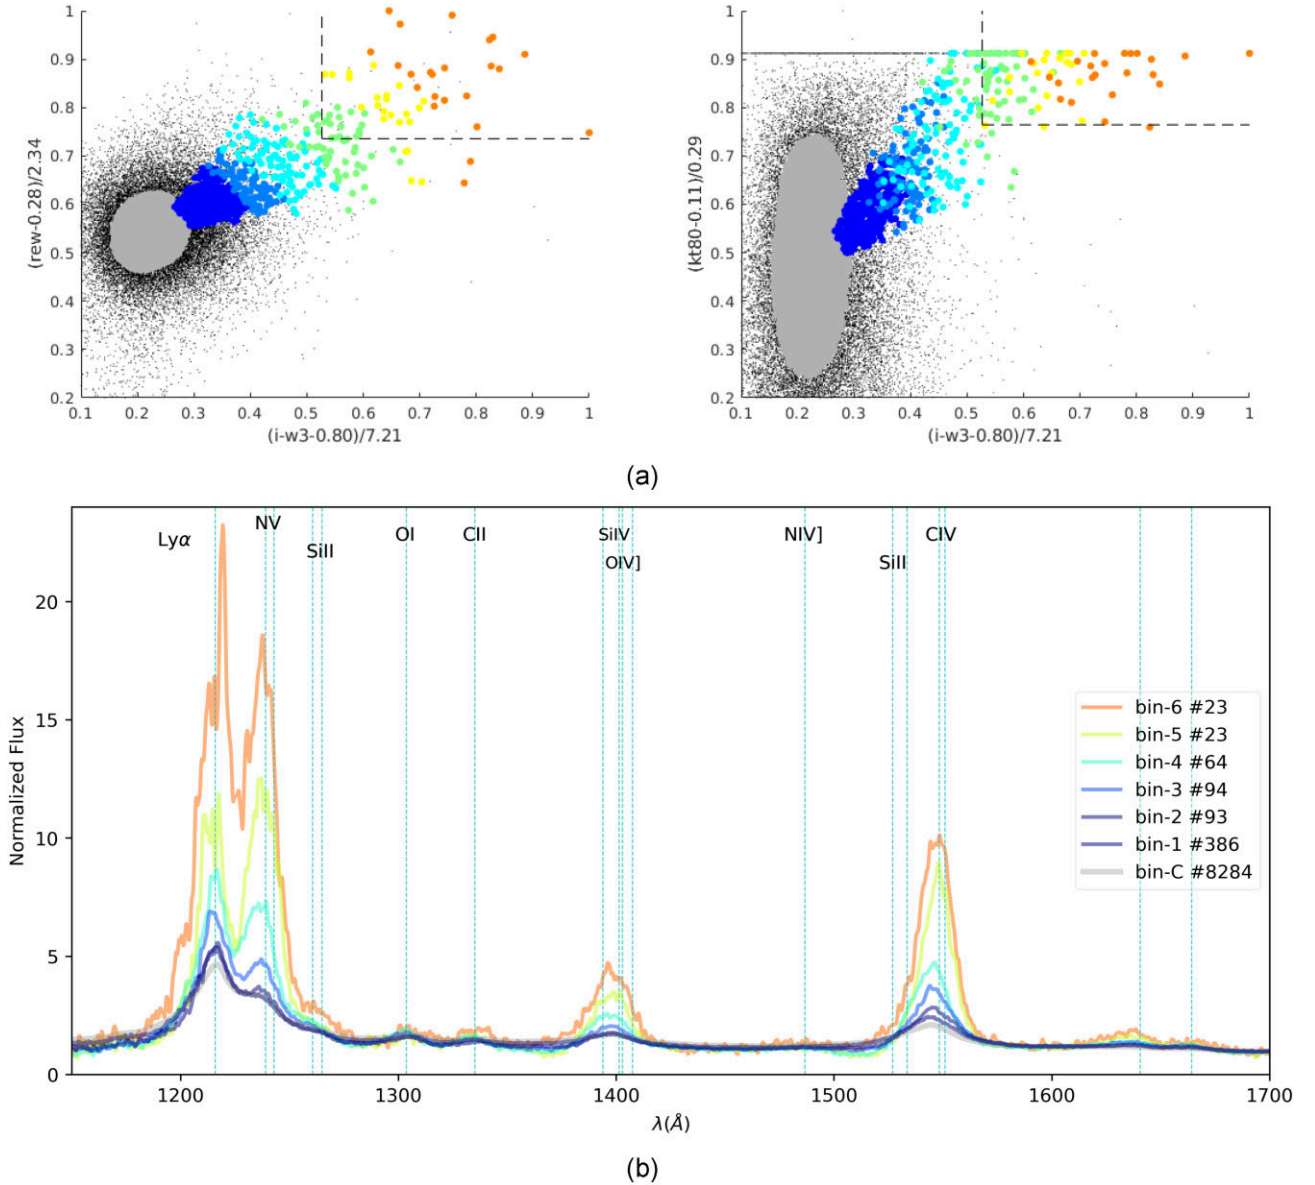 1
0.9
0.8
0.7
0.6
0.5
0.4
0.3
0.2
0.1 0.2 0.3 0.4 0.5 0.6 0.7 0.8 0.9 1
(rew-0.28)/2.34
(i-w3-0.80)/7.21
1
0.9
0.8
0.7
0.6
0.5
0.4
0.3
0.2
0.1 0.2 0.3 0.4 0.5 0.6 0.7 0.8 0.9 1
(kt80-0.11)/0.29
(i-w3-0.80)/7.21
(a)
Lyα
NV
SiII
OI
CII
SiIV
OIV]
NIV]
SiII
CIV
20
15
10
5
0
Normalized Flux
bin-6 #23
bin-5 #23
bin-4 #64
bin-3 #94
bin-2 #93
bin-1 #386
bin-C #8284
1200 1300 1400 1500 1600 1700
λ(Å)
(b)